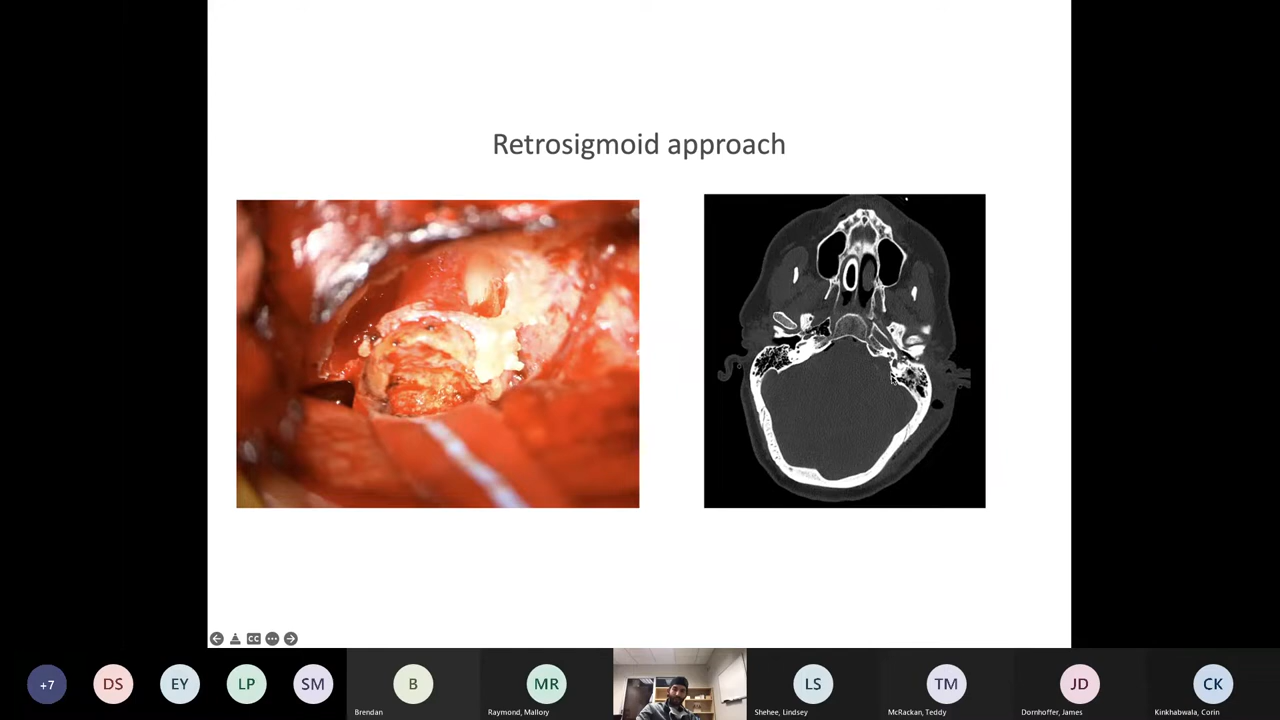 Retrosigmoid approach
CC
+7
DS
EY
LP
SM
B
Brendan
MR
Raymond, Mallory
LS
Shehee, Lindsey
TM
McRackan, Teddy
JD
Dornhoffer, James
CK
Kinkhabwala, Corin